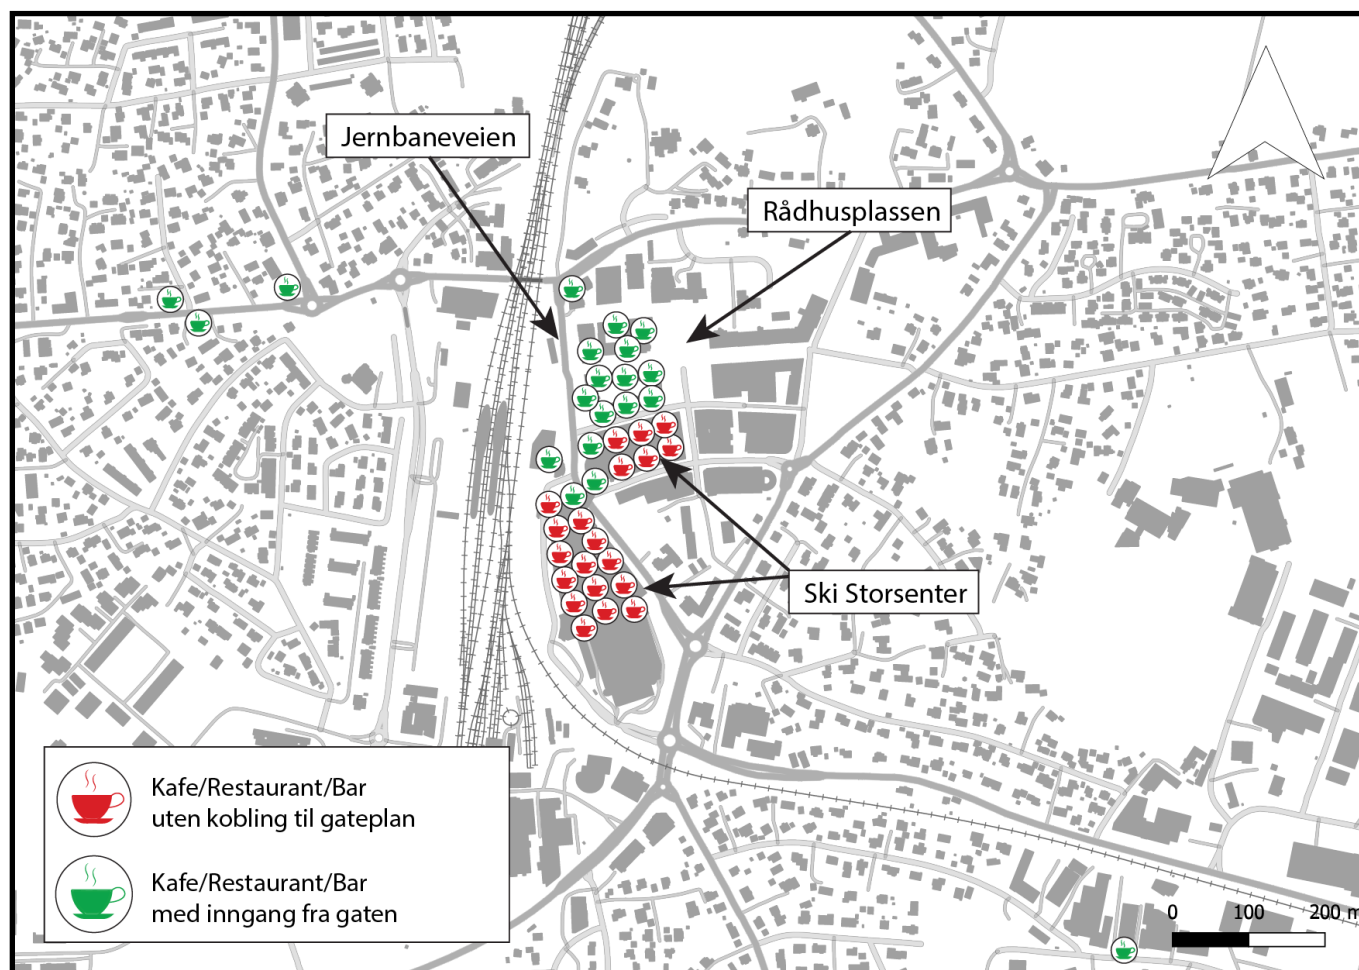 Jernbaneveien
Rådhusplassen
Ski Storsenter
Kafe/Restaurant/Bar
uten kobling til gateplan
Kafe/Restaurant/Bar
med inngang fra gaten
0 100 200 m